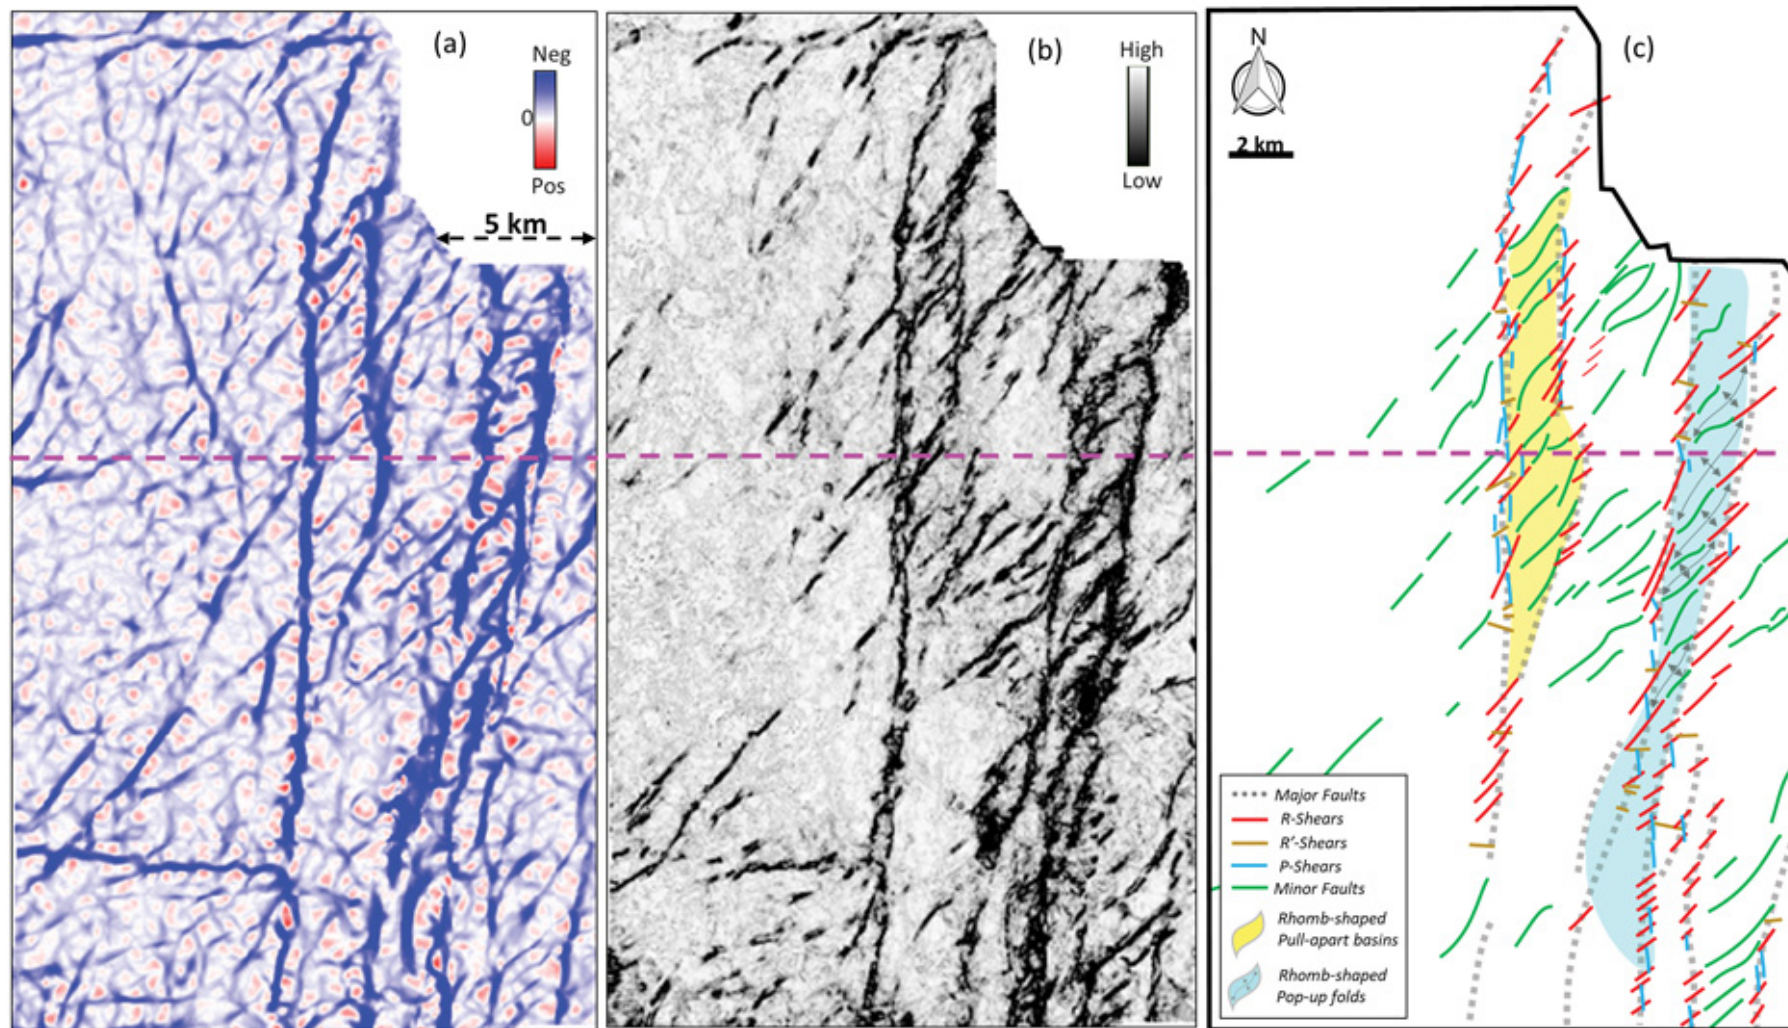 (a)
Neg
0
Pos
5 km
(b)
High
Low
(c)
N
2 km
Major Faults
R-Shears
R'-Shears
P-Shears
Minor Faults
Rhomb-shaped
Pull-apart basins
Rhomb-shaped
Pop-up folds